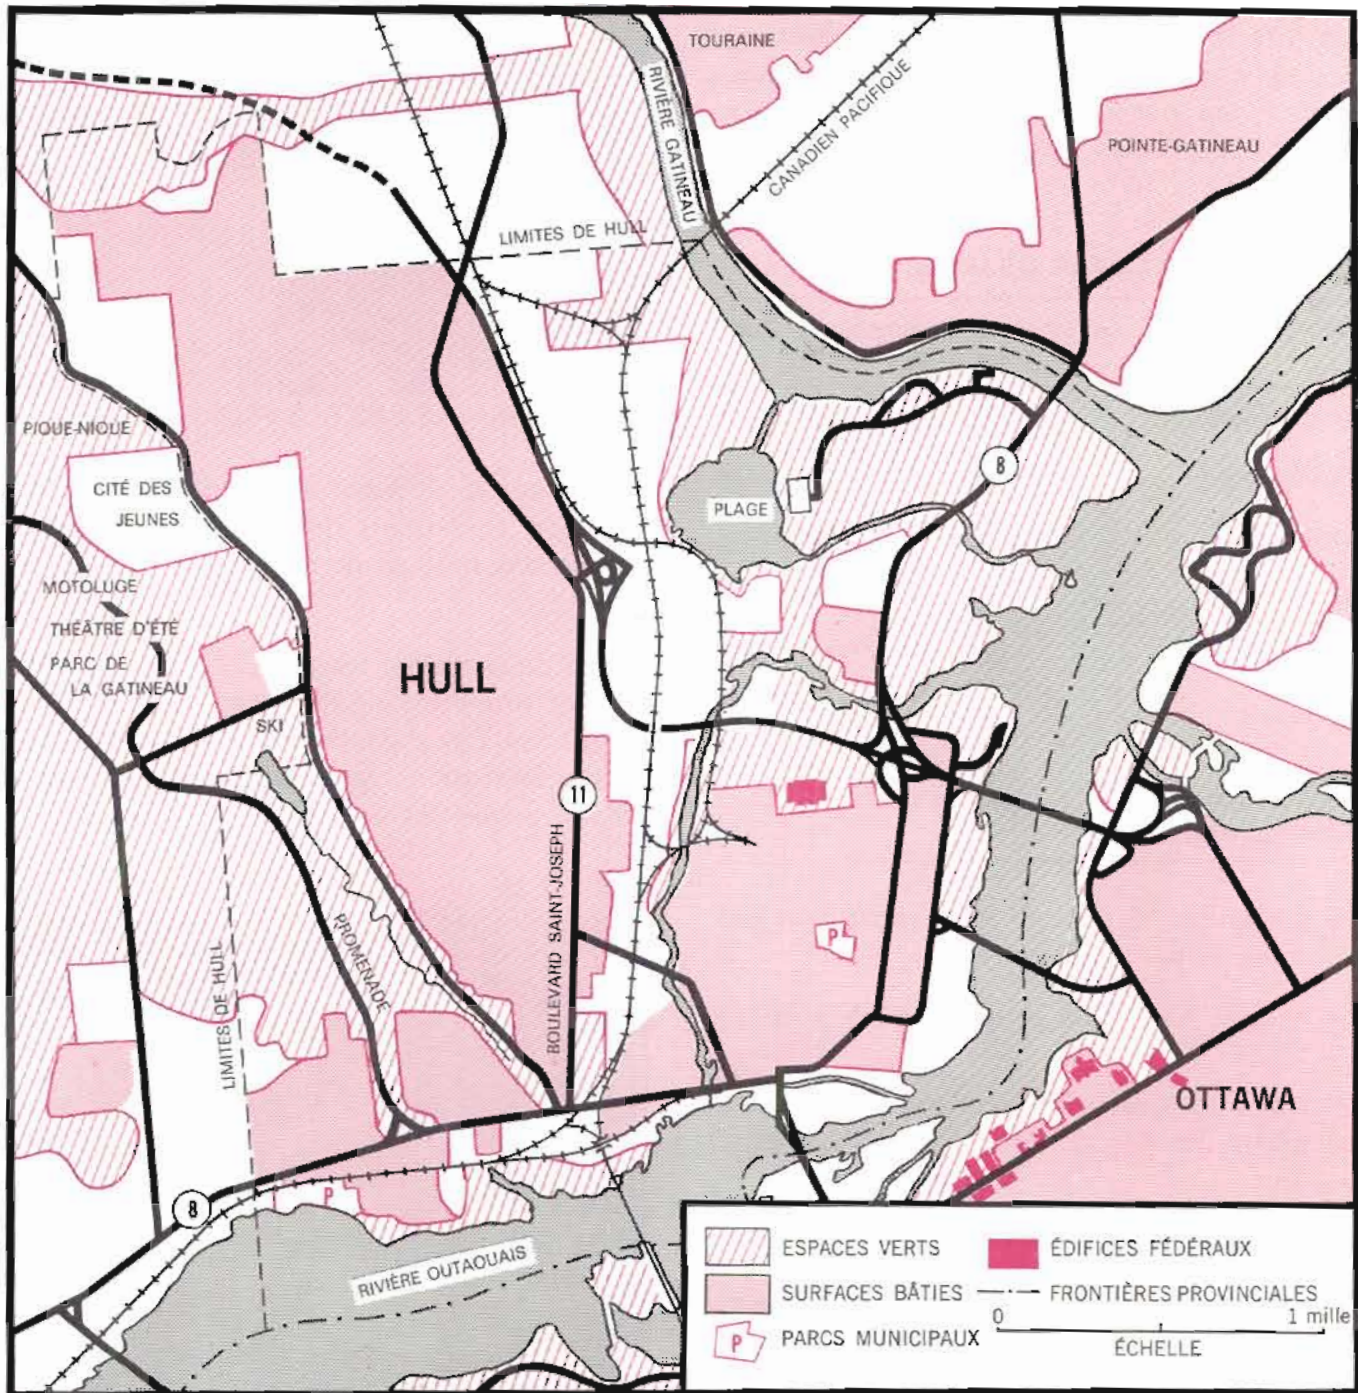 TOURAINE
RIVIÈRE GATINEAU
CANADIEN PACIFIQUE
POINTE-GATINEAU
LIMITES DE HULL
PIQUE-NIQUE
CITÉ DES
JEUNES
8
PLAGE
MOTOLUGE
THÉÂTRE D'ÉTÉ
PARC DE
LA GATINEAU
HULL
SKI
11
BOULEVARD SAINT-JOSEPH
PROMENADE
LIMITES DE HULL
P
OTTAWA
8
P
RIVIÈRE OUTAOUAIS
ESPACES VERTS
ÉDIFICES FÉDÉRAUX
SURFACES BÂTIES
FRONTIÈRES PROVINCIALES
P PARCS MUNICIPAUX
0 1 mille
ÉCHELLE